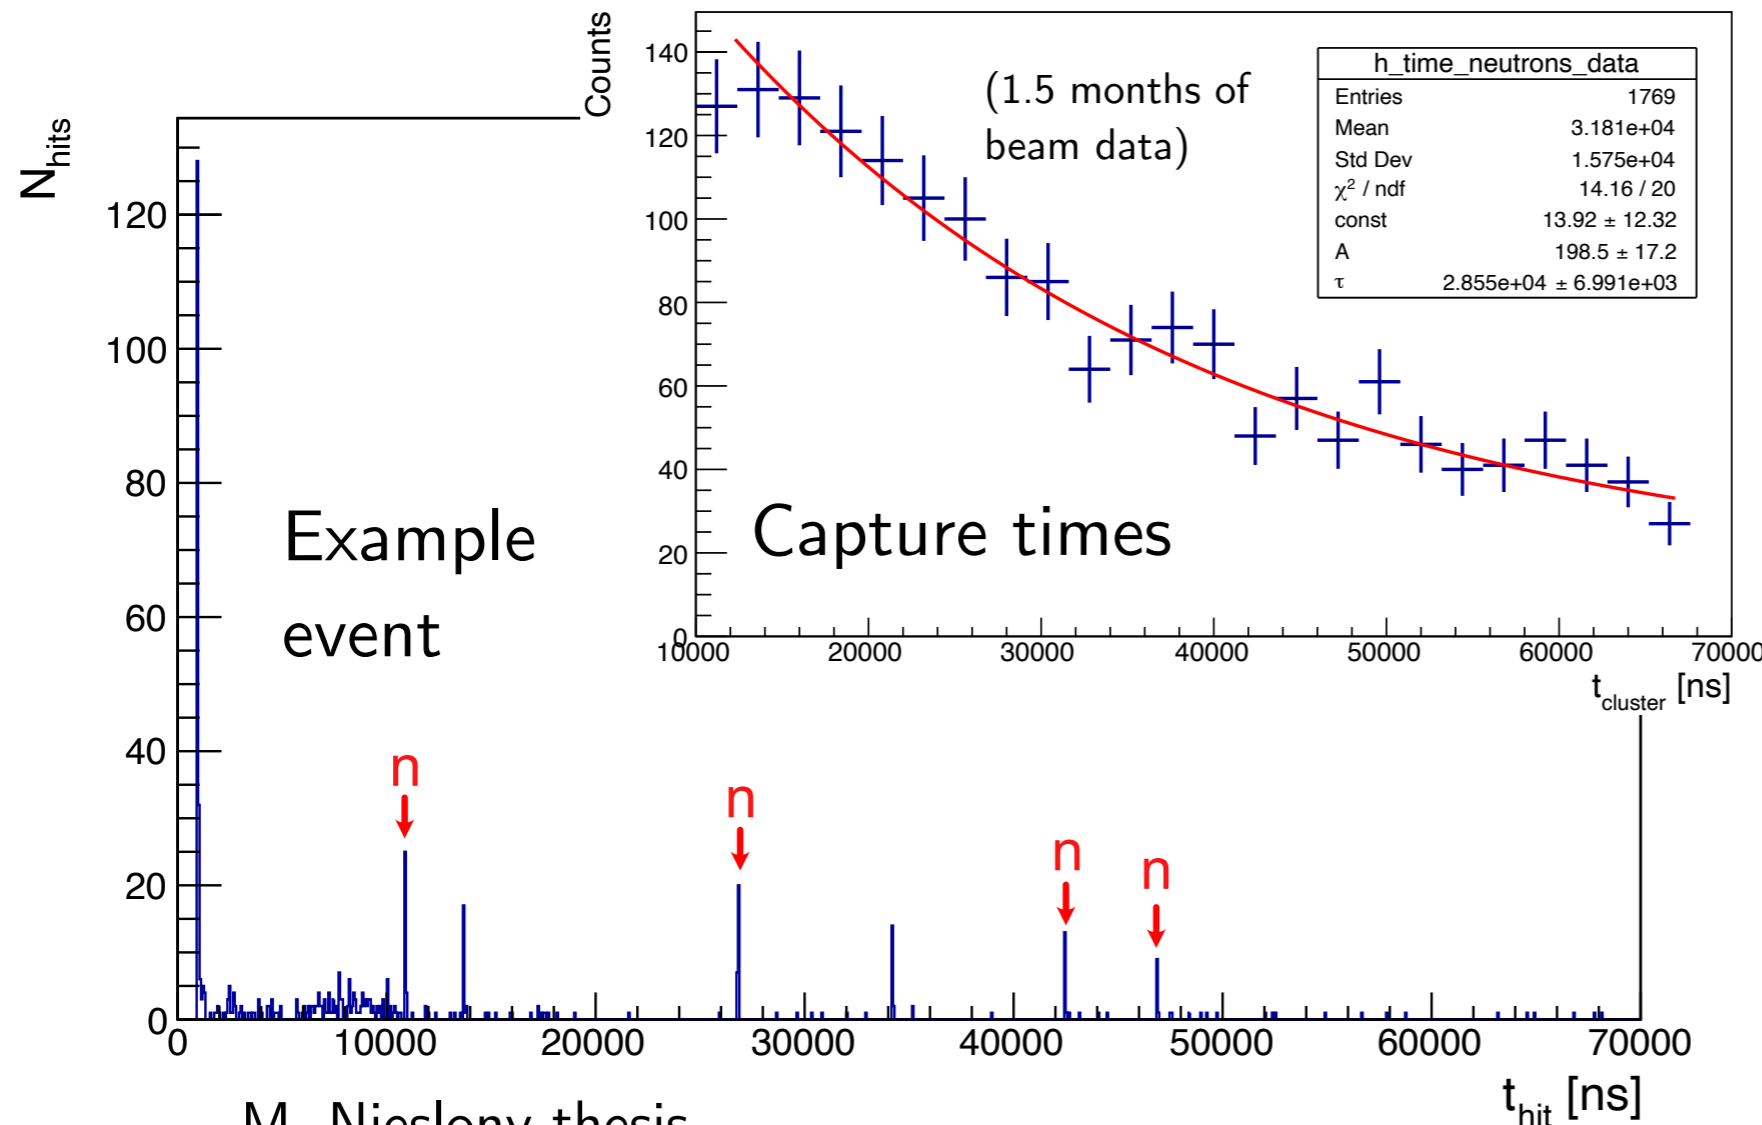 Counts
140
120
100
80
60
40
20
0
10000 20000 30000 40000 50000 60000 70000
t_cluster [ns]
(1.5 months of
beam data)
h_time_neutrons_data
Entries 1769
Mean 3.181e+04
Std Dev 1.575e+04
χ² / ndf 14.16 / 20
const 13.92 ± 12.32
A 198.5 ± 17.2
τ 2.855e+04 ± 6.991e+03
Capture times
N_hits
120
100
80
60
40
20
0
Example
event
n n n n
0 10000 20000 30000 40000 50000 60000 70000
t_hit [ns]
M. Nieslony thesis